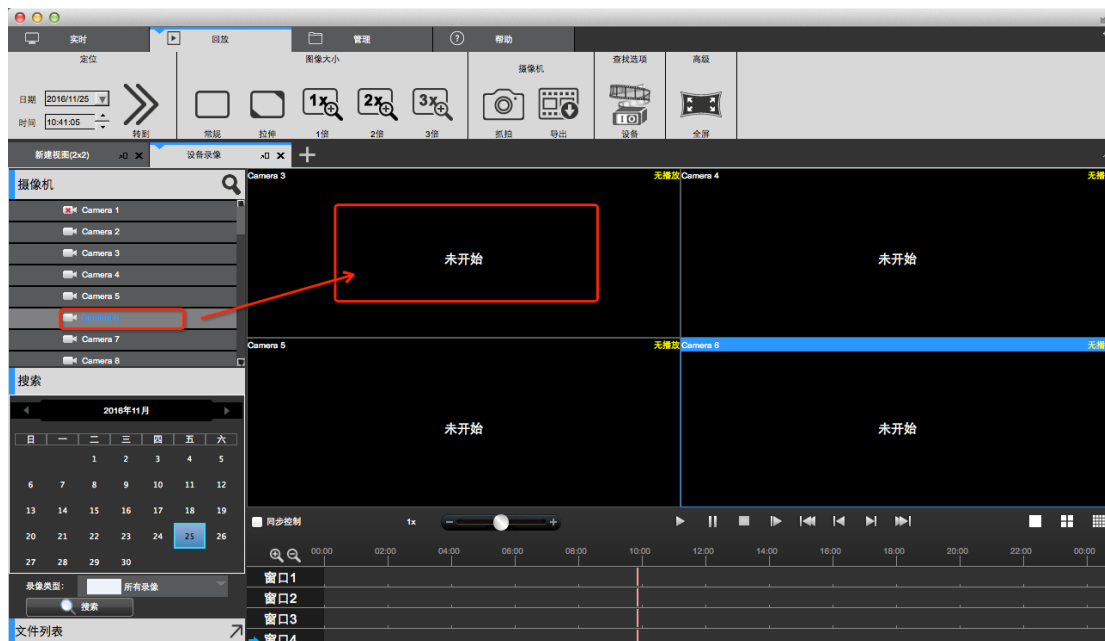 实时 回放 管理 ? 帮助
定位 图像大小 摄像机 查找选项 高级
日期 2016/11/25
时间 10:41:05
转到 常规 拉伸 1x 1倍 2x 2倍 3x 3倍 抓拍 导出 设备 全屏
新建视图(2x2) 设备录像
摄像机
Camera 1
Camera 2
Camera 3
Camera 4
Camera 5
Camera 7
Camera 8
Camera 3 无播放
未开始
Camera 4
未开始
Camera 5 无播放
未开始
Camera 6
未开始
搜索
2016年11月
日 一 二 三 四 五 六
1 2 3 4 5
6 7 8 9 10 11 12
13 14 15 16 17 18 19
20 21 22 23 24 25 26
27 28 29 30
录像类型: 所有录像
搜索
文件列表
同步控制 1x
00:00 02:00 04:00 06:00 08:00 10:00 12:00 14:00 16:00 18:00 20:00 22:00 00:00
窗口1
窗口2
窗口3
窗口4